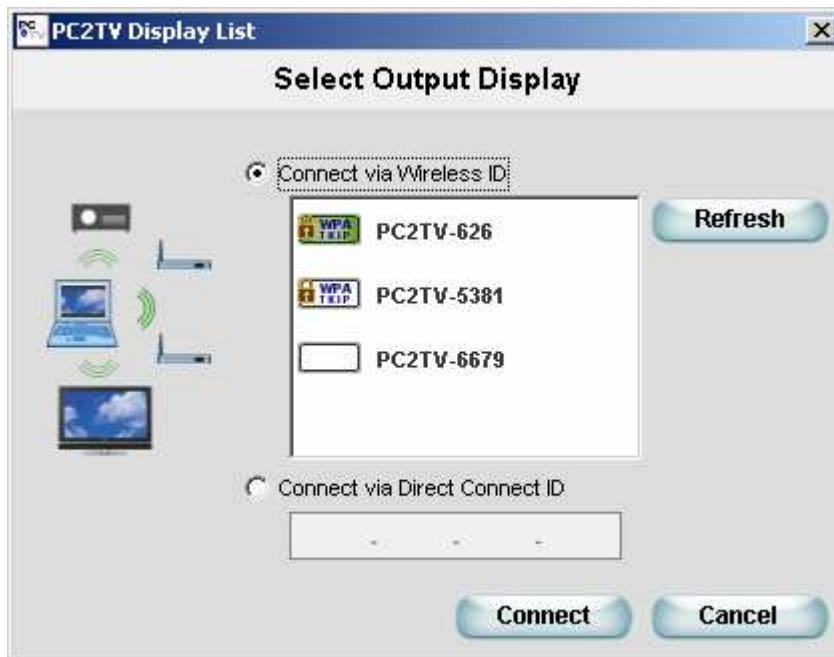 PC2TV Display List
Select Output Display
Connect via Wireless ID
WPA TKIP PC2TV-626
WPA TKIP PC2TV-5381
PC2TV-6679
Refresh
Connect via Direct Connect ID
- - -
Connect
Cancel